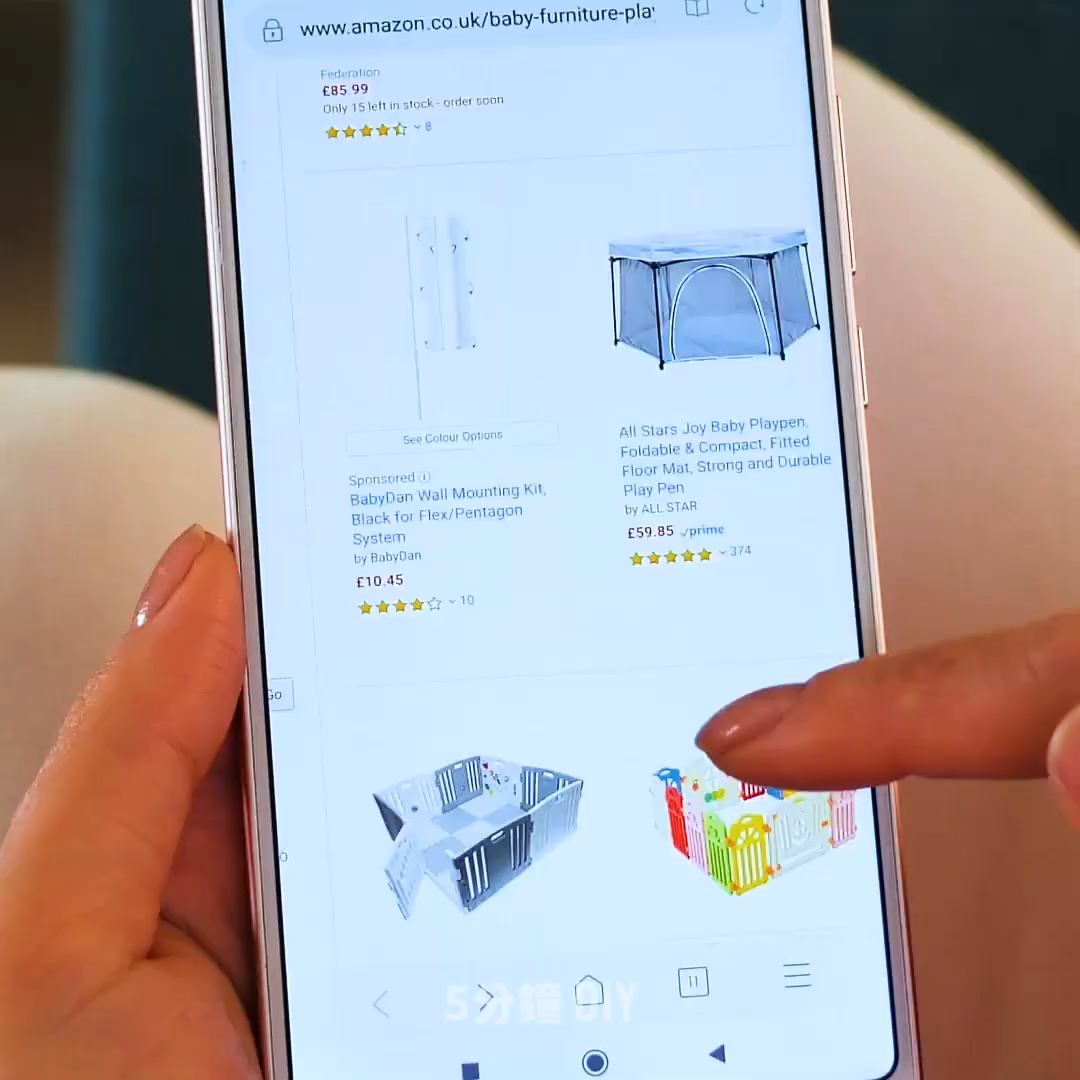 www.amazon.co.uk/baby-furniture-pla
Federation
£85.99
Only 15 left in stock - order soon
8
See Colour Options
Sponsored
BabyDan Wall Mounting Kit,
Black for Flex/Pentagon
System
by BabyDan
£10.45
10
All Stars Joy Baby Playpen,
Foldable & Compact, Fitted
Floor Mat, Strong and Durable
Play Pen
by ALL STAR
£59.85 prime
374
Go
5分鐘 DIY